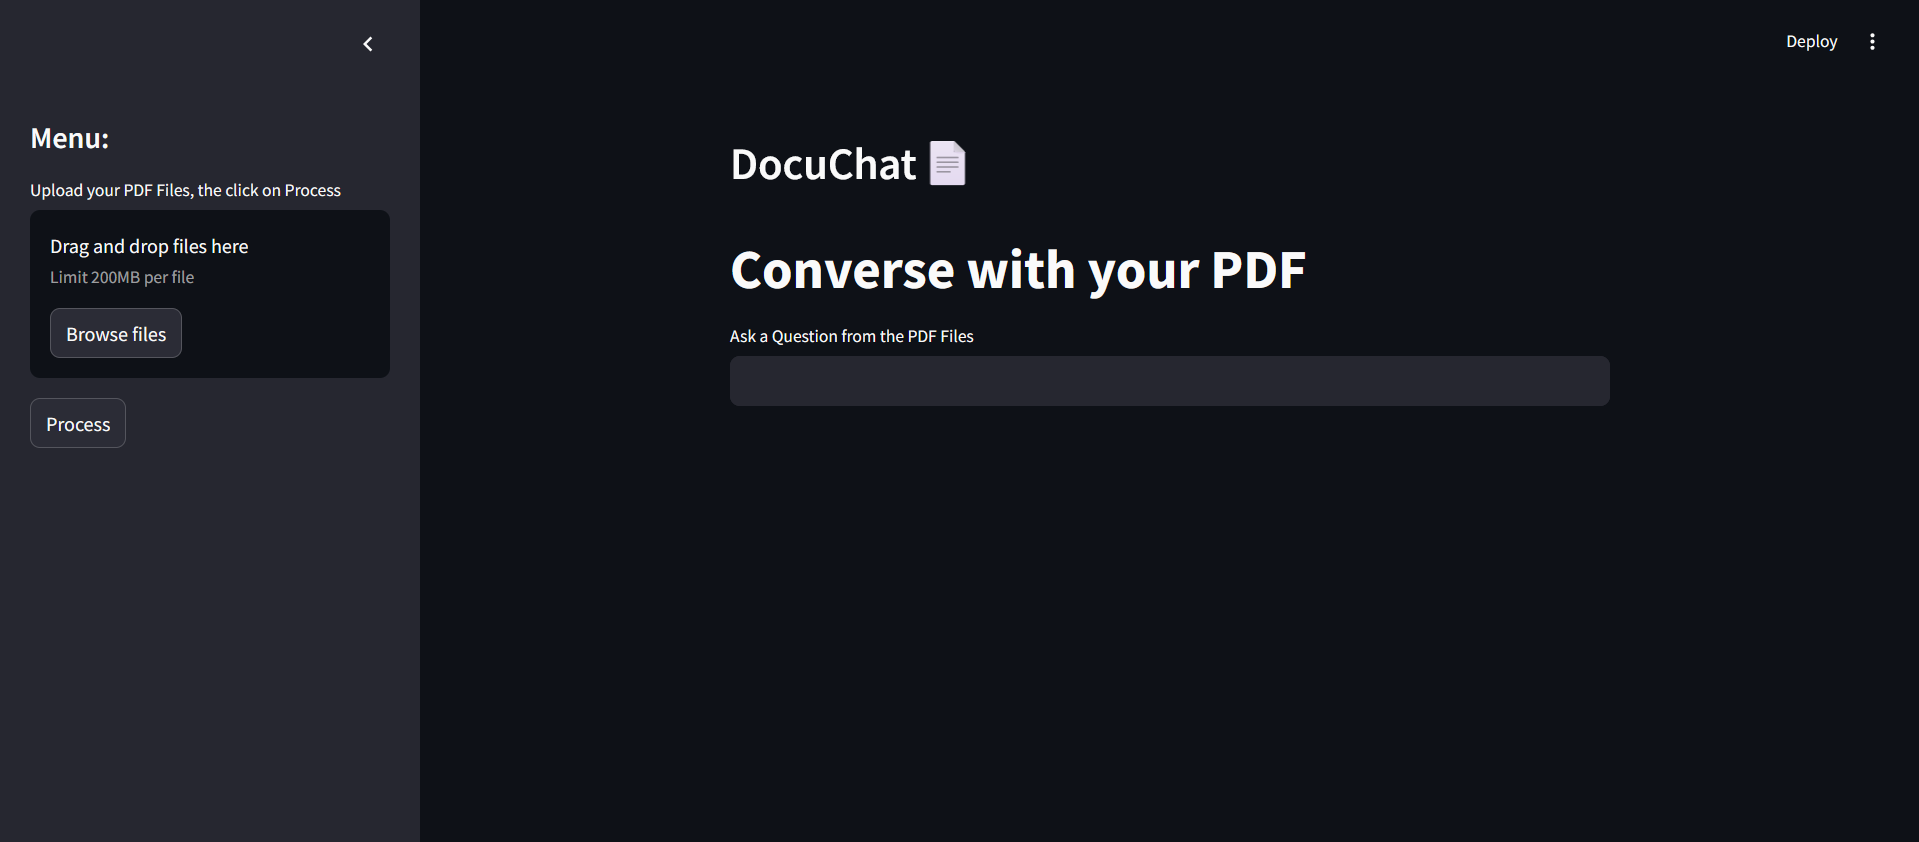 Deploy
Menu:
Upload your PDF Files, the click on Process
Drag and drop files here
Limit 200MB per file
Browse files
Process
DocuChat
Converse with your PDF
Ask a Question from the PDF Files